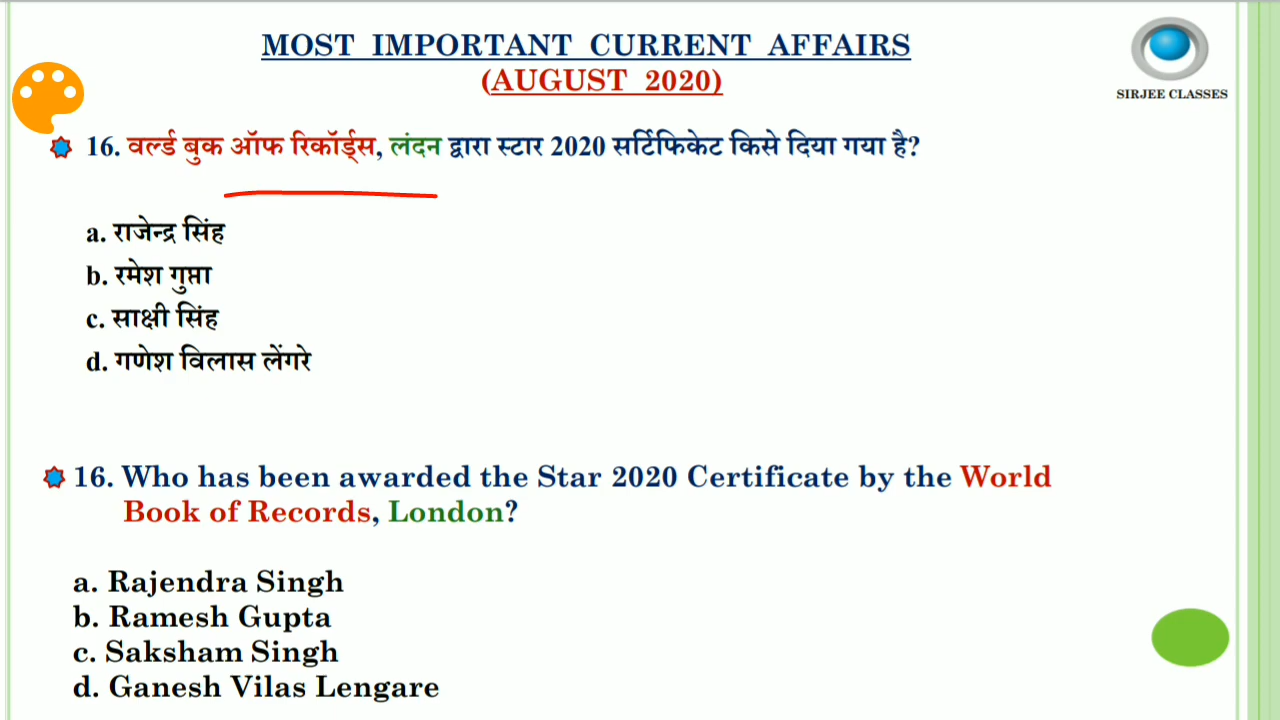 MOST IMPORTANT CURRENT AFFAIRS
(AUGUST 2020)
SIRJEE CLASSES
16. वर्ल्ड बुक ऑफ रिकॉर्ड्स, लंदन द्वारा स्टार 2020 सर्टिफिकेट किसे दिया गया है?
a. राजेन्द्र सिंह
b. रमेश गुप्ता
c. साक्षी सिंह
d. गणेश विलास लेंगरे
16. Who has been awarded the Star 2020 Certificate by the World
Book of Records, London?
a. Rajendra Singh
b. Ramesh Gupta
c. Saksham Singh
d. Ganesh Vilas Lengare